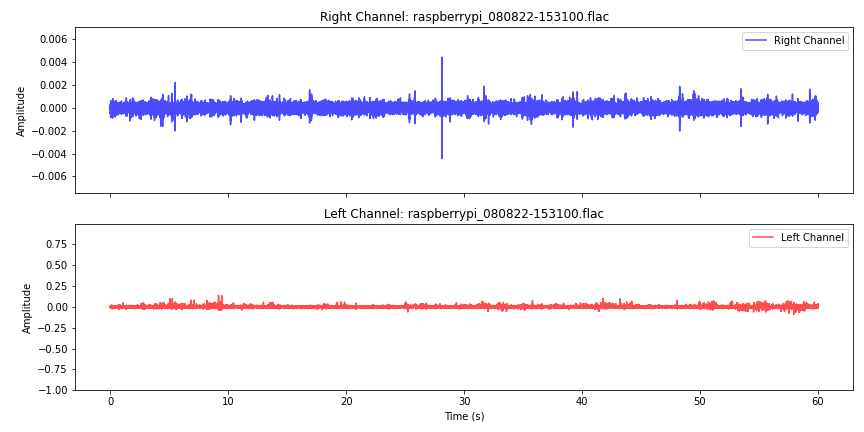 Right Channel: raspberrypi_080822-153100.flac
Right Channel
0.006
0.004
0.002
0.000
−0.002
−0.004
−0.006
Amplitude
Left Channel: raspberrypi_080822-153100.flac
Left Channel
0.75
0.50
0.25
0.00
−0.25
−0.50
−0.75
−1.00
Amplitude
0 10 20 30 40 50 60
Time (s)